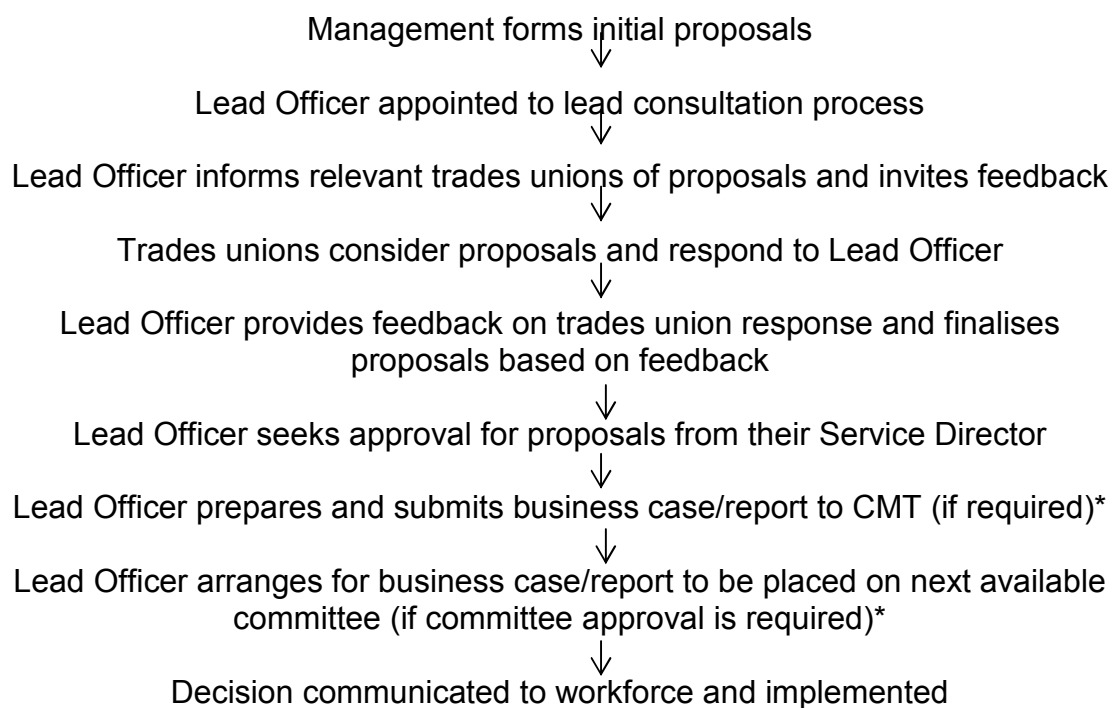 Management forms initial proposals
Lead Officer appointed to lead consultation process
Lead Officer informs relevant trades unions of proposals and invites feedback
Trades unions consider proposals and respond to Lead Officer
Lead Officer provides feedback on trades union response and finalises
proposals based on feedback
Lead Officer seeks approval for proposals from their Service Director
Lead Officer prepares and submits business case/report to CMT (if required)*
Lead Officer arranges for business case/report to be placed on next available
committee (if committee approval is required)*
Decision communicated to workforce and implemented